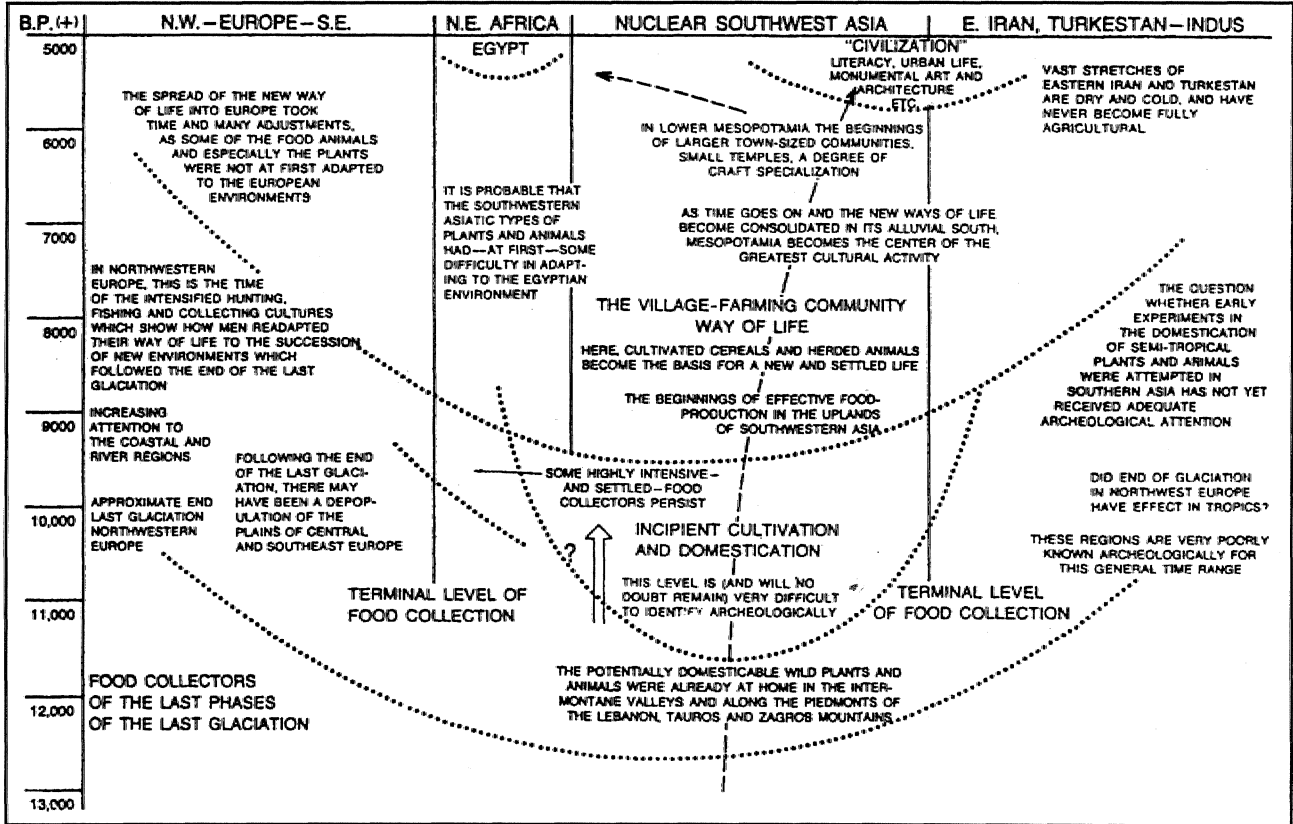 B.P. (+)
N.W.—EUROPE—S.E.
N.E. AFRICA
NUCLEAR SOUTHWEST ASIA
E. IRAN, TURKESTAN—INDUS
5000
6000
7000
8000
9000
10,000
11,000
12,000
13,000
THE SPREAD OF THE NEW WAY
OF LIFE INTO EUROPE TOOK
TIME AND MANY ADJUSTMENTS,
AS SOME OF THE FOOD ANIMALS
AND ESPECIALLY THE PLANTS
WERE NOT AT FIRST ADAPTED
TO THE EUROPEAN
ENVIRONMENTS
IN NORTHWESTERN
EUROPE, THIS IS THE TIME
OF THE INTENSIFIED HUNTING,
FISHING AND COLLECTING CULTURES
WHICH SHOW HOW MEN READAPTED
THEIR WAY OF LIFE TO THE SUCCESSION
OF NEW ENVIRONMENTS WHICH
FOLLOWED THE END OF THE LAST
GLACIATION
INCREASING
ATTENTION TO
THE COASTAL AND
RIVER REGIONS
FOLLOWING THE END
OF THE LAST GLACI-
ATION, THERE MAY
HAVE BEEN A DEPOP-
ULATION OF THE
PLAINS OF CENTRAL
AND SOUTHEAST EUROPE
APPROXIMATE END
LAST GLACIATION
NORTHWESTERN
EUROPE
TERMINAL LEVEL OF
FOOD COLLECTION
FOOD COLLECTORS
OF THE LAST PHASES
OF THE LAST GLACIATION
EGYPT
IT IS PROBABLE THAT
THE SOUTHWESTERN
ASIATIC TYPES OF
PLANTS AND ANIMALS
HAD—AT FIRST—SOME
DIFFICULTY IN ADAPT-
ING TO THE EGYPTIAN
ENVIRONMENT
"CIVILIZATION"
LITERACY, URBAN LIFE,
MONUMENTAL ART AND
ARCHITECTURE
ETC.
IN LOWER MESOPOTAMIA THE BEGINNINGS
OF LARGER TOWN-SIZED COMMUNITIES,
SMALL TEMPLES, A DEGREE OF
CRAFT SPECIALIZATION
AS TIME GOES ON AND THE NEW WAYS OF LIFE
BECOME CONSOLIDATED IN ITS ALLUVIAL SOUTH,
MESOPOTAMIA BECOMES THE CENTER OF THE
GREATEST CULTURAL ACTIVITY
THE VILLAGE-FARMING COMMUNITY
WAY OF LIFE
HERE, CULTIVATED CEREALS AND HERDED ANIMALS
BECOME THE BASIS FOR A NEW AND SETTLED LIFE
THE BEGINNINGS OF EFFECTIVE FOOD-
PRODUCTION IN THE UPLANDS
OF SOUTHWESTERN ASIA
SOME HIGHLY INTENSIVE—
AND SETTLED—FOOD
COLLECTORS PERSIST
?
INCIPIENT CULTIVATION
AND DOMESTICATION
THIS LEVEL IS (AND WILL NO
DOUBT REMAIN) VERY DIFFICULT
TO IDENTIFY ARCHEOLOGICALLY
THE POTENTIALLY DOMESTICABLE WILD PLANTS AND
ANIMALS WERE ALREADY AT HOME IN THE INTER-
MONTANE VALLEYS AND ALONG THE PIEDMONTS OF
THE LEBANON, TAUROS AND ZAGROS MOUNTAINS
VAST STRETCHES OF
EASTERN IRAN AND TURKESTAN
ARE DRY AND COLD, AND HAVE
NEVER BECOME FULLY
AGRICULTURAL
THE QUESTION
WHETHER EARLY
EXPERIMENTS IN
THE DOMESTICATION
OF SEMI-TROPICAL
PLANTS AND ANIMALS
WERE ATTEMPTED IN
SOUTHERN ASIA HAS NOT YET
RECEIVED ADEQUATE
ARCHEOLOGICAL ATTENTION
DID END OF GLACIATION
IN NORTHWEST EUROPE
HAVE EFFECT IN TROPICS?
THESE REGIONS ARE VERY POORLY
KNOWN ARCHEOLOGICALLY FOR
THIS GENERAL TIME RANGE
TERMINAL LEVEL
OF FOOD COLLECTION